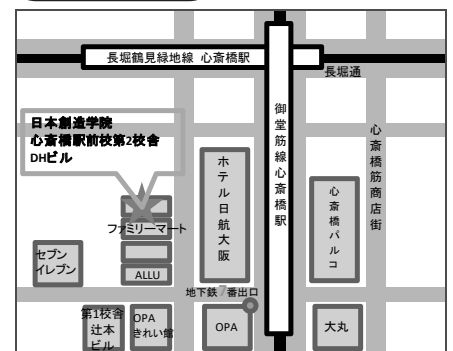 長堀鶴見緑地線 心斎橋駅
長堀通
日本創造学院
心斎橋駅前校第2校舎
DHビル
御堂筋線心斎橋駅
心斎橋筋商店街
ホテル日航大阪
心斎橋パルコ
ファミリーマート
セブン
イレブン
ALLU
地下鉄7番出口
第1校舎
辻本
ビル
OPA
きれい館
OPA
大丸